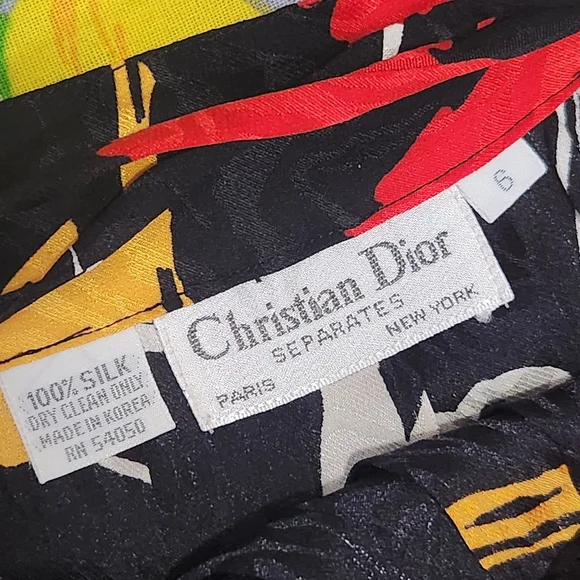 6
Christian Dior
SEPARATES
PARIS NEW YORK
100% SILK
DRY CLEAN ONLY
MADE IN KOREA
RN 54050